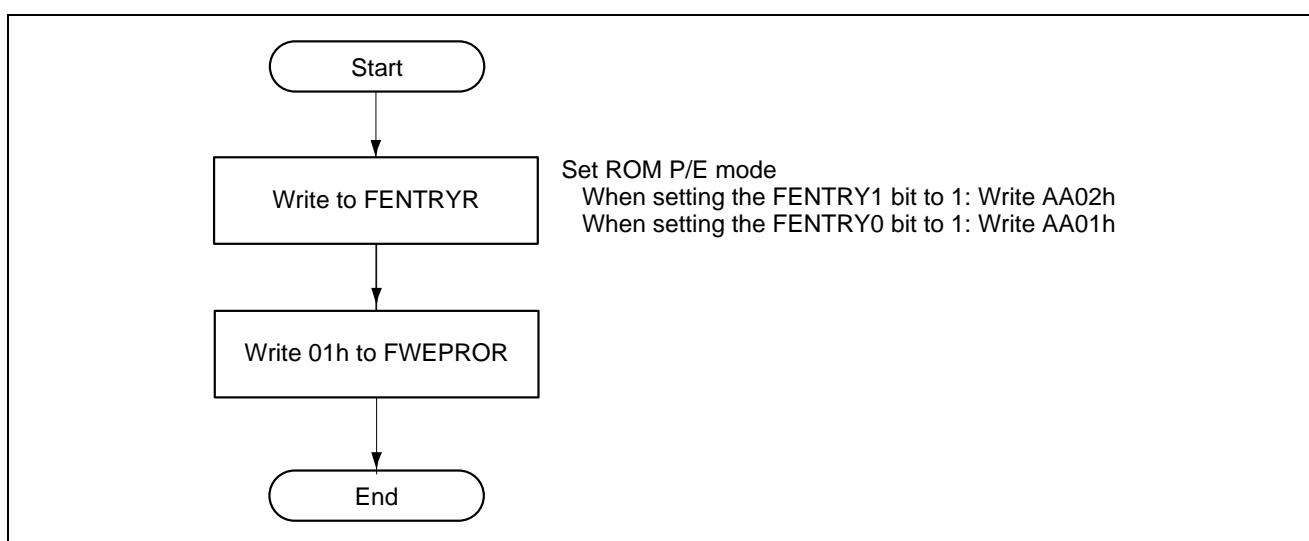 Start
Write to FENTRYR
Set ROM P/E mode
When setting the FENTRY1 bit to 1: Write AA02h
When setting the FENTRY0 bit to 1: Write AA01h
Write 01h to FWEPROR
End